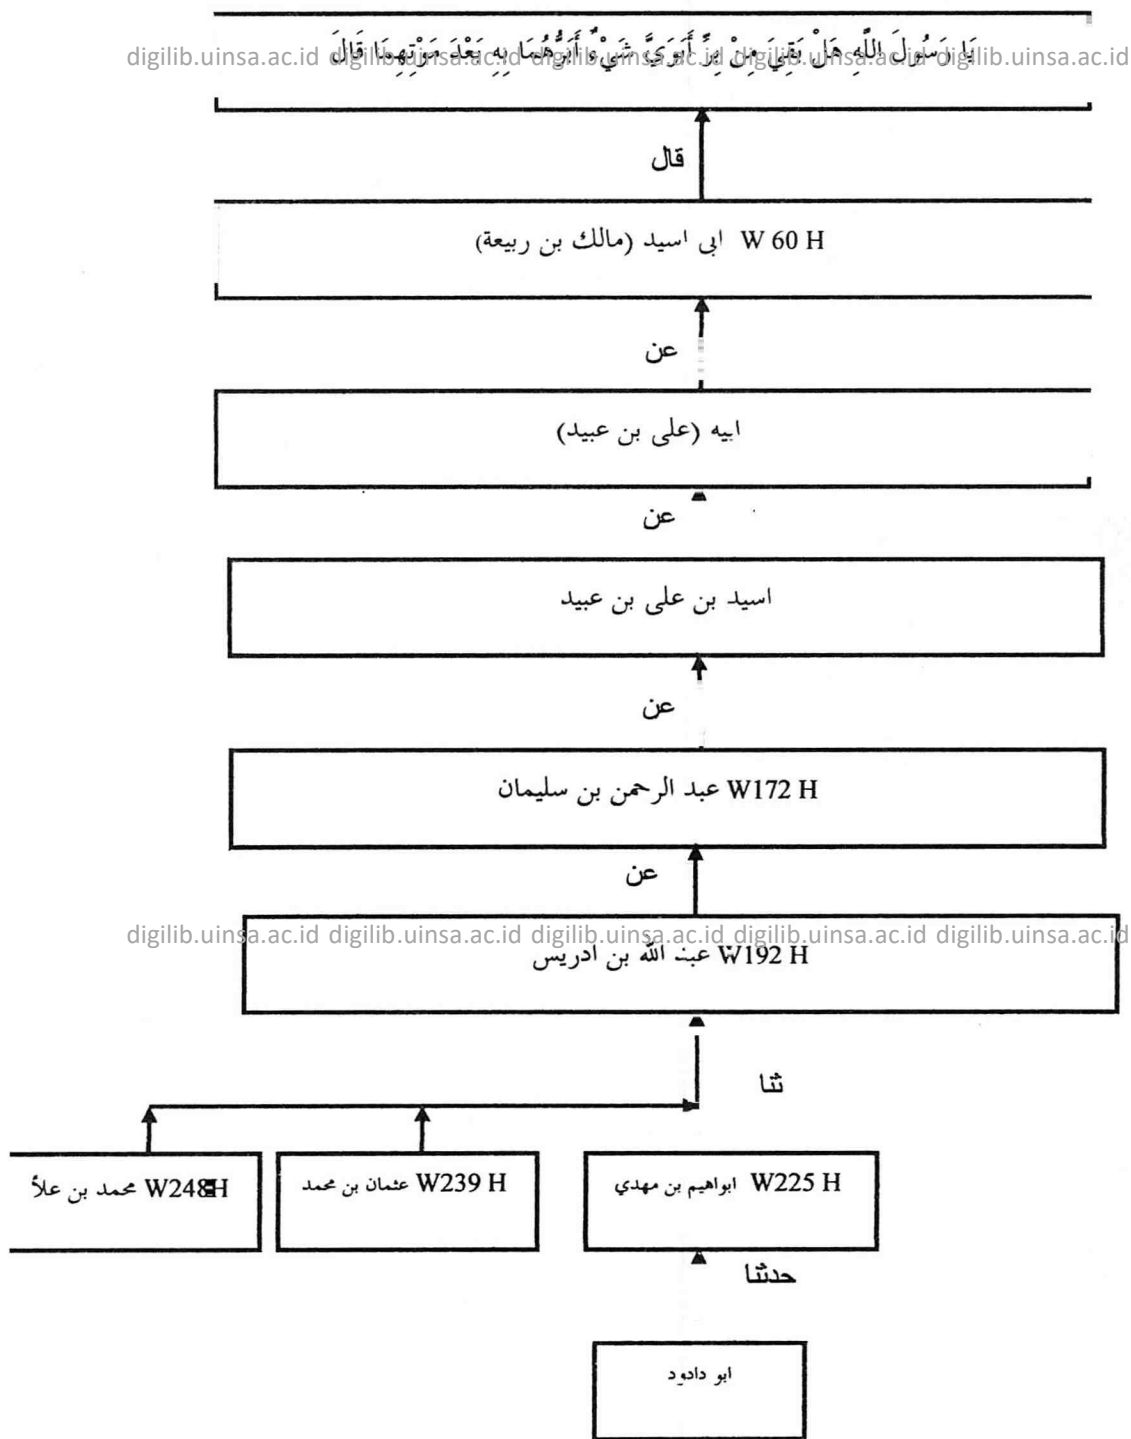 يَا رَسُولَ اللَّهِ هَلْ بَقِيَ مِنْ بِرِّ أَبَوَيَّ شَيْءٌ أَبَرُّهُمَا بِهِ بَعْدَ مَوْتِهِمَا قَالَ
digilib.uinsa.ac.id digilib.uinsa.ac.id digilib.uinsa.ac.id digilib.uinsa.ac.id digilib.uinsa.ac.id
قال
W 60 H ابى اسيد (مالك بن ربيعة)
عن
ابيه (على بن عبيد)
عن
اسيد بن على بن عبيد
عن
W172 H عبد الرحمن بن سليمان
عن
digilib.uinsa.ac.id digilib.uinsa.ac.id digilib.uinsa.ac.id digilib.uinsa.ac.id digilib.uinsa.ac.id
W192 H عبد الله بن ادريس
ثنا
W225 H ابواهيم بن مهدي
W239 H عثمان بن محمد
W248H محمد بن علأ
حدثنا
ابو دادود